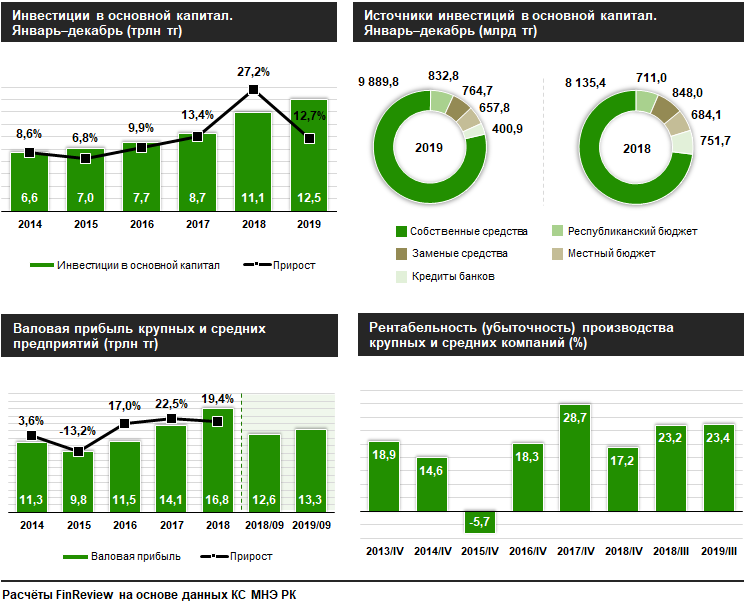 Инвестиции в основной капитал.
Январь–декабрь (трлн тг)
8,6%
6,8%
9,9%
13,4%
27,2%
12,7%
6,6
7,0
7,7
8,7
11,1
12,5
2014
2015
2016
2017
2018
2019
Инвестиции в основной капитал
Прирост
Источники инвестиций в основной капитал.
Январь–декабрь (млрд тг)
9 889,8
832,8
764,7
657,8
400,9
2019
8 135,4
711,0
848,0
684,1
751,7
2018
Собственные средства
Республиканский бюджет
Заменые средства
Местный бюджет
Кредиты банков
Валовая прибыль крупных и средних
предприятий (трлн тг)
3,6%
-13,2%
17,0%
22,5%
19,4%
11,3
9,8
11,5
14,1
16,8
12,6
13,3
2014
2015
2016
2017
2018
2018/09
2019/09
Валовая прибыль
Прирост
Рентабельность (убыточность) производства
крупных и средних компаний (%)
18,9
14,6
-5,7
18,3
28,7
17,2
23,2
23,4
2013/IV
2014/IV
2015/IV
2016/IV
2017/IV
2018/IV
2018/III
2019/III
Расчёты FinReview на основе данных КС МНЭ РК